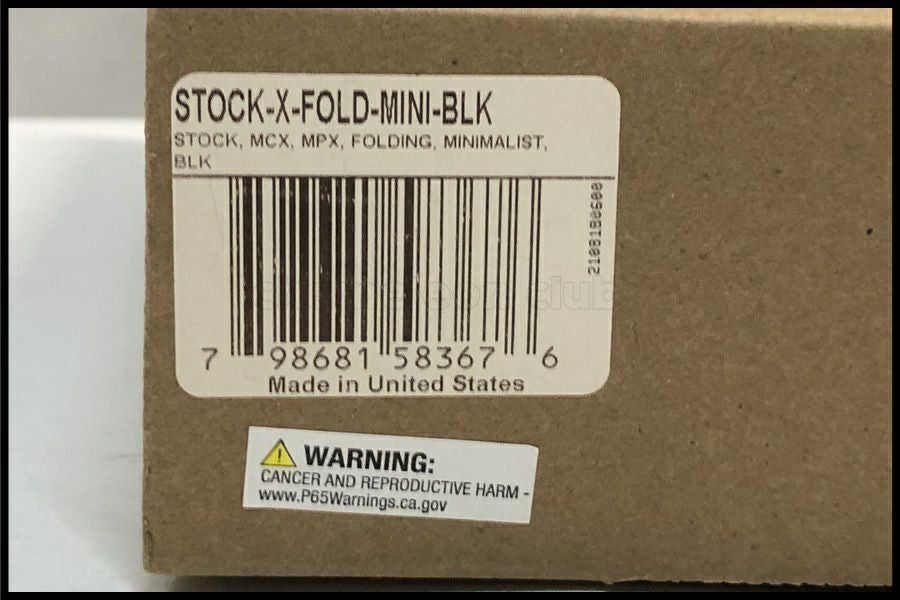 STOCK-X-FOLD-MINI-BLK
STOCK, MCX, MPX, FOLDING, MINIMALIST,
BLK
2108180600
7 98681 58367 6
Made in United States
WARNING:
CANCER AND REPRODUCTIVE HARM -
www.P65Warnings.ca.gov